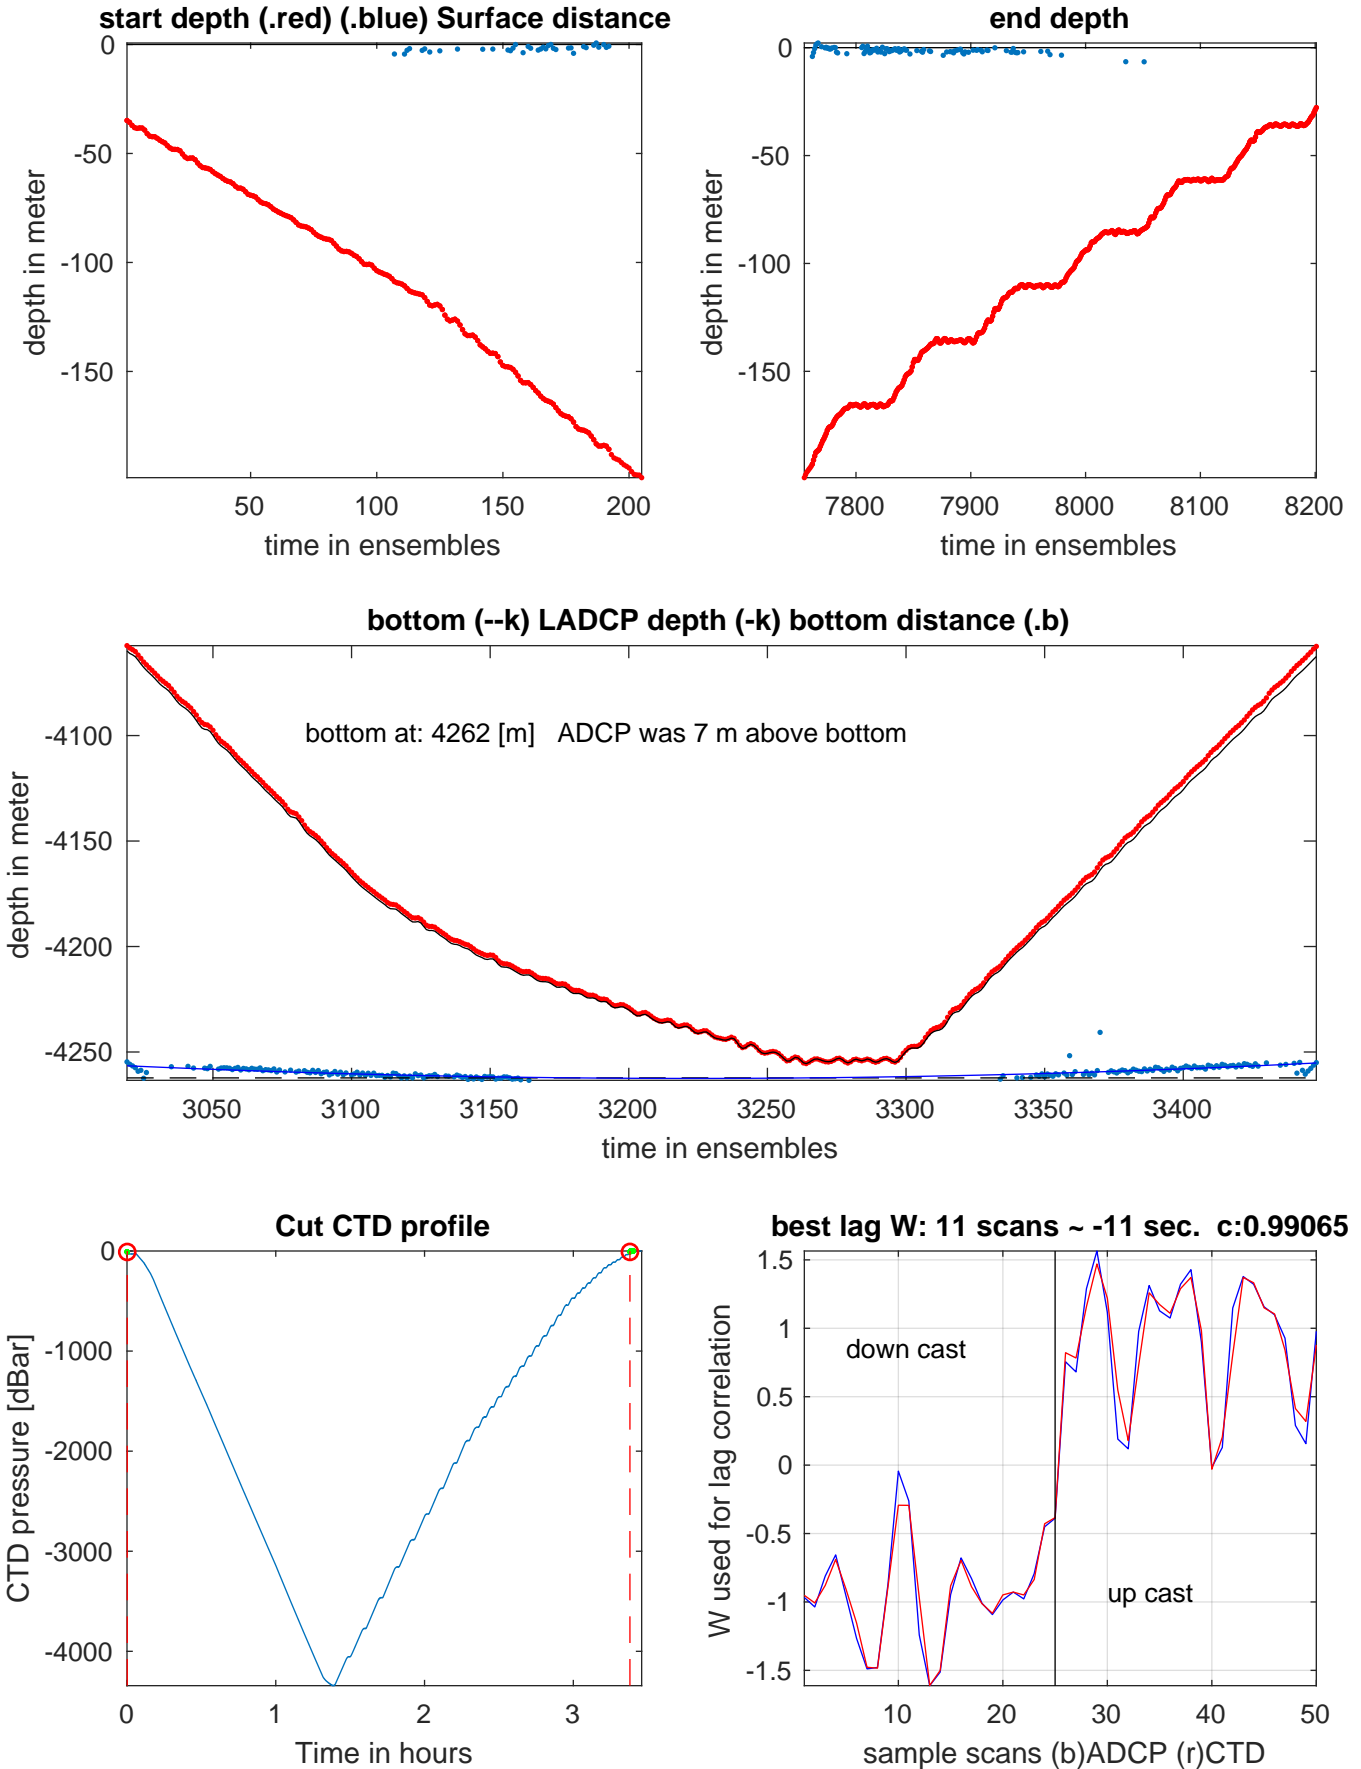 start depth (.red) (.blue) Surface distance
0
-50
-100
-150
depth in meter
50
100
150
200
time in ensembles
end depth
0
-50
-100
-150
depth in meter
7800
7900
8000
8100
8200
time in ensembles
bottom (--k) LADCP depth (-k) bottom distance (.b)
bottom at: 4262 [m]   ADCP was 7 m above bottom
-4100
-4150
-4200
-4250
depth in meter
3050
3100
3150
3200
3250
3300
3350
3400
time in ensembles
Cut CTD profile
0
-1000
-2000
-3000
-4000
CTD pressure [dBar]
0
1
2
3
Time in hours
best lag W: 11 scans ~ -11 sec.  c:0.99065
1.5
1
0.5
0
-0.5
-1
-1.5
W used for lag correlation
down cast
up cast
10
20
30
40
50
sample scans (b)ADCP (r)CTD